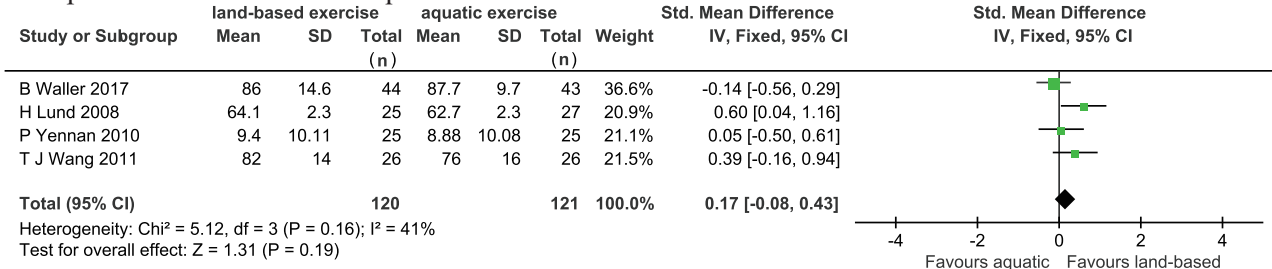 land-based exercise aquatic exercise Std. Mean Difference Std. Mean Difference
Study or Subgroup Mean SD Total Mean SD Total Weight IV, Fixed, 95% CI IV, Fixed, 95% CI
(n) (n)
B Waller 2017 86 14.6 44 87.7 9.7 43 36.6% -0.14 [-0.56, 0.29]
H Lund 2008 64.1 2.3 25 62.7 2.3 27 20.9% 0.60 [0.04, 1.16]
P Yennan 2010 9.4 10.11 25 8.88 10.08 25 21.1% 0.05 [-0.50, 0.61]
T J Wang 2011 82 14 26 76 16 26 21.5% 0.39 [-0.16, 0.94]
Total (95% CI) 120 121 100.0% 0.17 [-0.08, 0.43]
Heterogeneity: Chi² = 5.12, df = 3 (P = 0.16); I² = 41%
Test for overall effect: Z = 1.31 (P = 0.19)
-4 -2 0 2 4
Favours aquatic Favours land-based